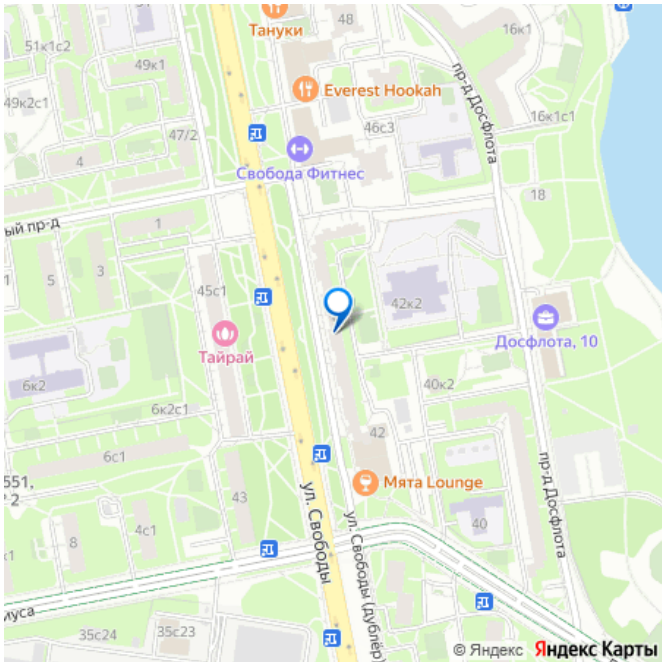 Тануки
48
16к1
51к1с2
49к1
Everest Hookah
пр-д Досфлота
49к2с1
16к1с1
47/2
46с3
4
Свобода Фитнес
18
ый пр-д
1
5
3
45с1
42к2
Тайрай
Досфлота, 10
6к2
40к2
6к2с1
42
6с1
551,
2
Мята Lounge
43
ул. Свободы
пр-д Досфлота
4с1
ул. Свободы (дублёр)
40
8
к1
иуса
35с24
35с23
© Яндекс Яндекс Карты